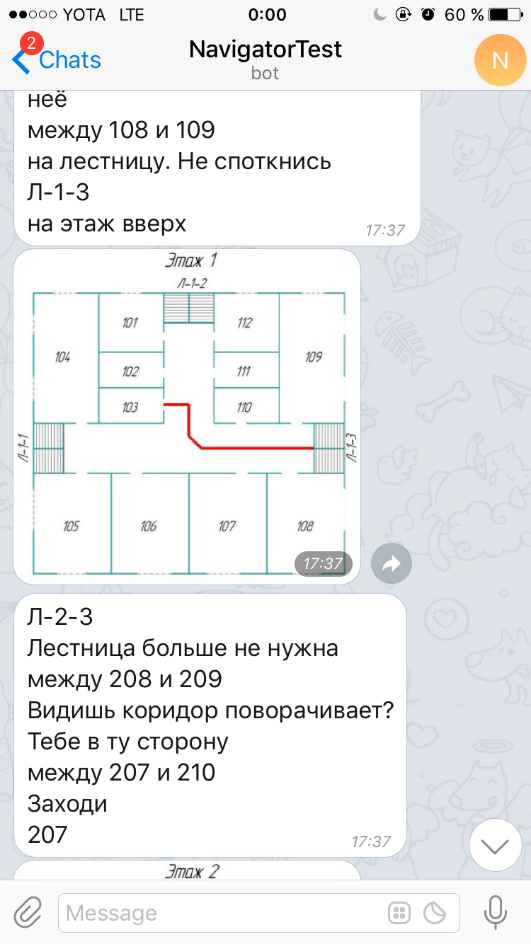 YOTA LTE 0:00 60 %
2
Chats
NavigatorTest
bot
N
неё
между 108 и 109
на лестницу. Не споткнись
Л-1-3
на этаж вверх
17:37
Этаж 1
Л-1-2
101 112
104 109
102 111
103 110
Л-1-1 Л-1-3
105 106 107 108
17:37
Л-2-3
Лестница больше не нужна
между 208 и 209
Видишь коридор поворачивает?
Тебе в ту сторону
между 207 и 210
Заходи
207
17:37
Этаж 2
Message